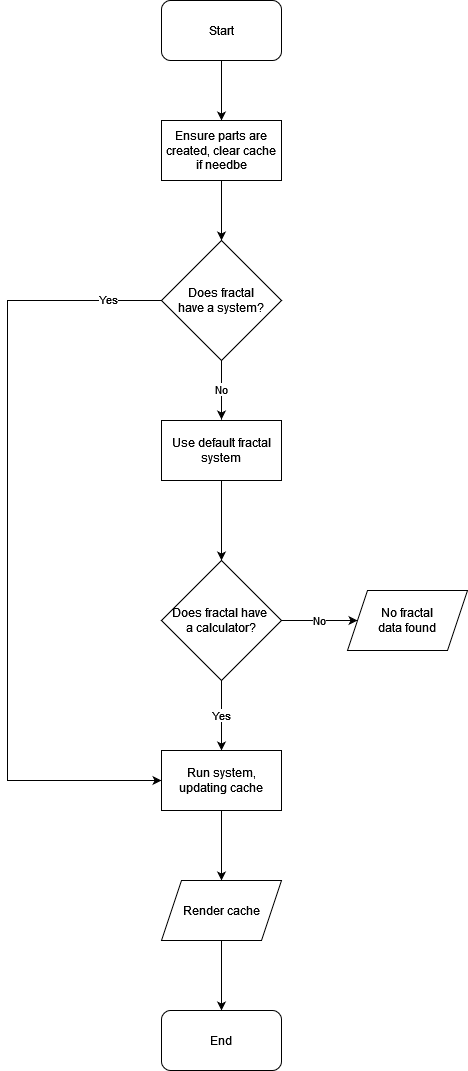 Start
Ensure parts are
created, clear cache
if needbe
Does fractal
have a system?
Yes
No
Use default fractal
system
Does fractal have
a calculator?
No
No fractal
data found
Yes
Run system,
updating cache
Render cache
End